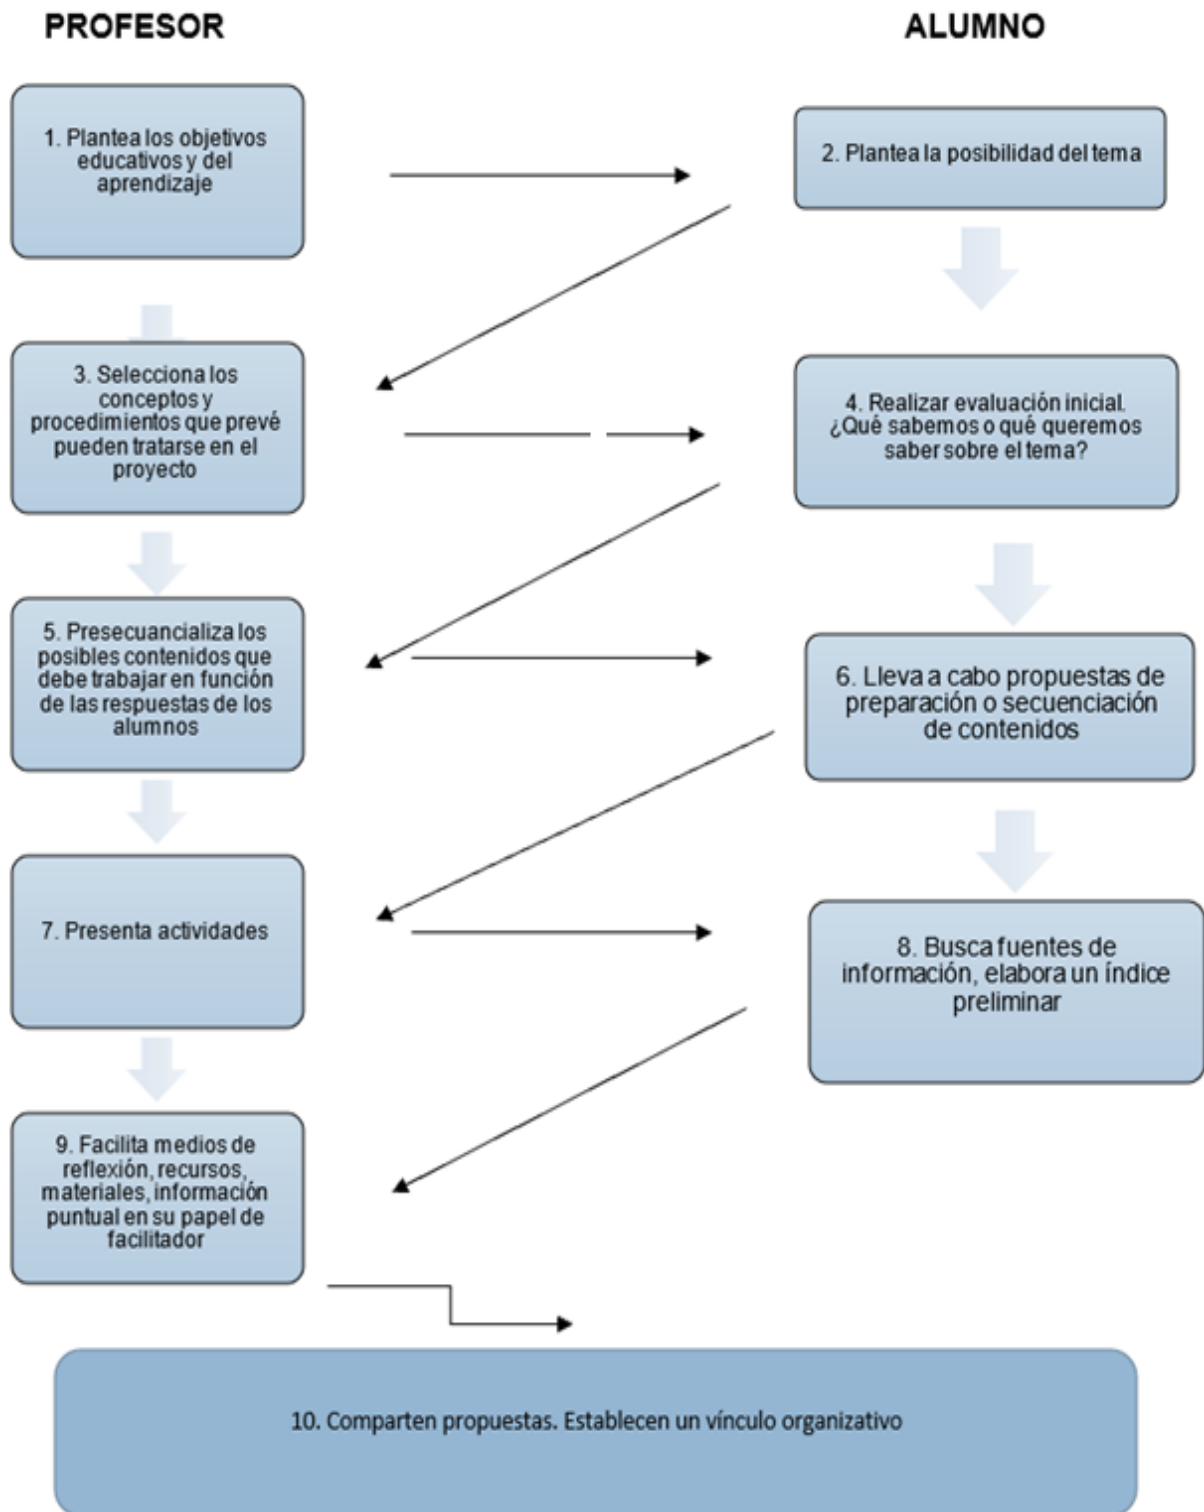 PROFESOR
ALUMNO
1. Plantea los objetivos
educativos y del
aprendizaje
2. Plantea la posibilidad del tema
3. Selecciona los
conceptos y
procedimientos que prevé
pueden tratarse en el
proyecto
4. Realizar evaluación inicial.
¿Qué sabemos o qué queremos
saber sobre el tema?
5. Presecuancializa los
posibles contenidos que
debe trabajar en función
de las respuestas de los
alumnos
6. Lleva a cabo propuestas de
preparación o secuenciación
de contenidos
7. Presenta actividades
8. Busca fuentes de
información, elabora un índice
preliminar
9. Facilita medios de
reflexión, recursos,
materiales, información
puntual en su papel de
facilitador
10. Comparten propuestas. Establecen un vínculo organizativo